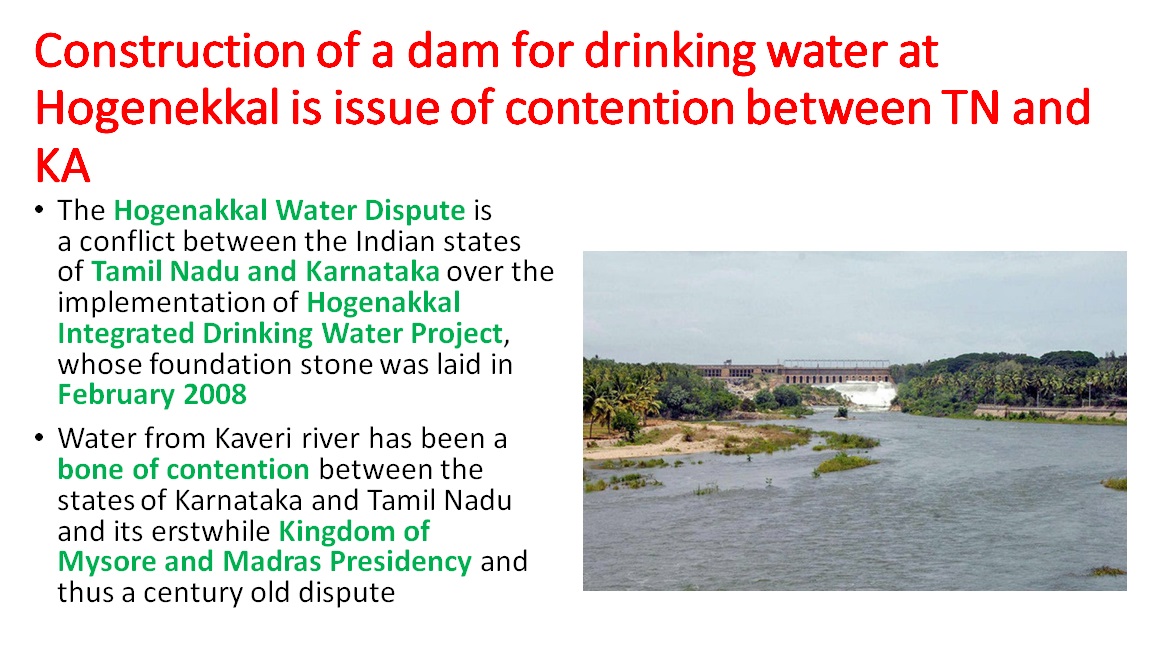 Construction of a dam for drinking water at
Hogenekkal is issue of contention between TN and
KA
• The Hogenakkal Water Dispute is
a conflict between the Indian states
of Tamil Nadu and Karnataka over the
implementation of Hogenakkal
Integrated Drinking Water Project,
whose foundation stone was laid in
February 2008
• Water from Kaveri river has been a
bone of contention between the
states of Karnataka and Tamil Nadu
and its erstwhile Kingdom of
Mysore and Madras Presidency and
thus a century old dispute